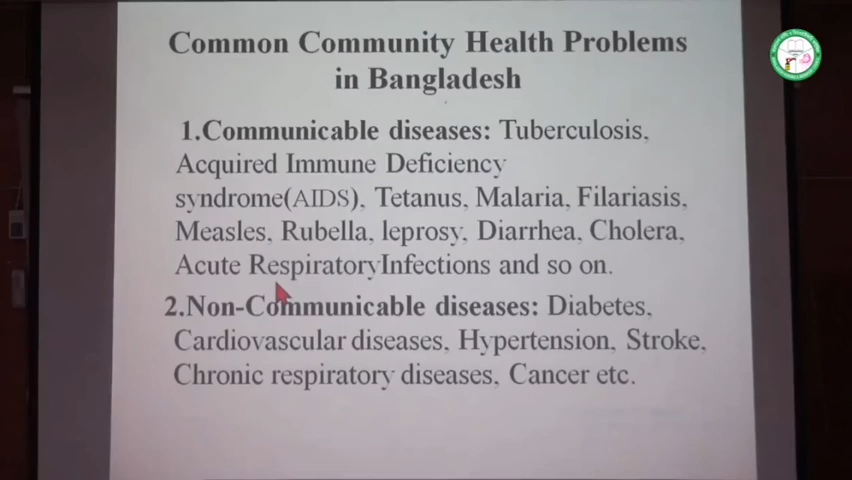 Common Community Health Problems
in Bangladesh
1.Communicable diseases: Tuberculosis,
Acquired Immune Deficiency
syndrome(AIDS), Tetanus, Malaria, Filariasis,
Measles, Rubella, leprosy, Diarrhea, Cholera,
Acute RespiratoryInfections and so on.
2.Non-Communicable diseases: Diabetes,
Cardiovascular diseases, Hypertension, Stroke,
Chronic respiratory diseases, Cancer etc.